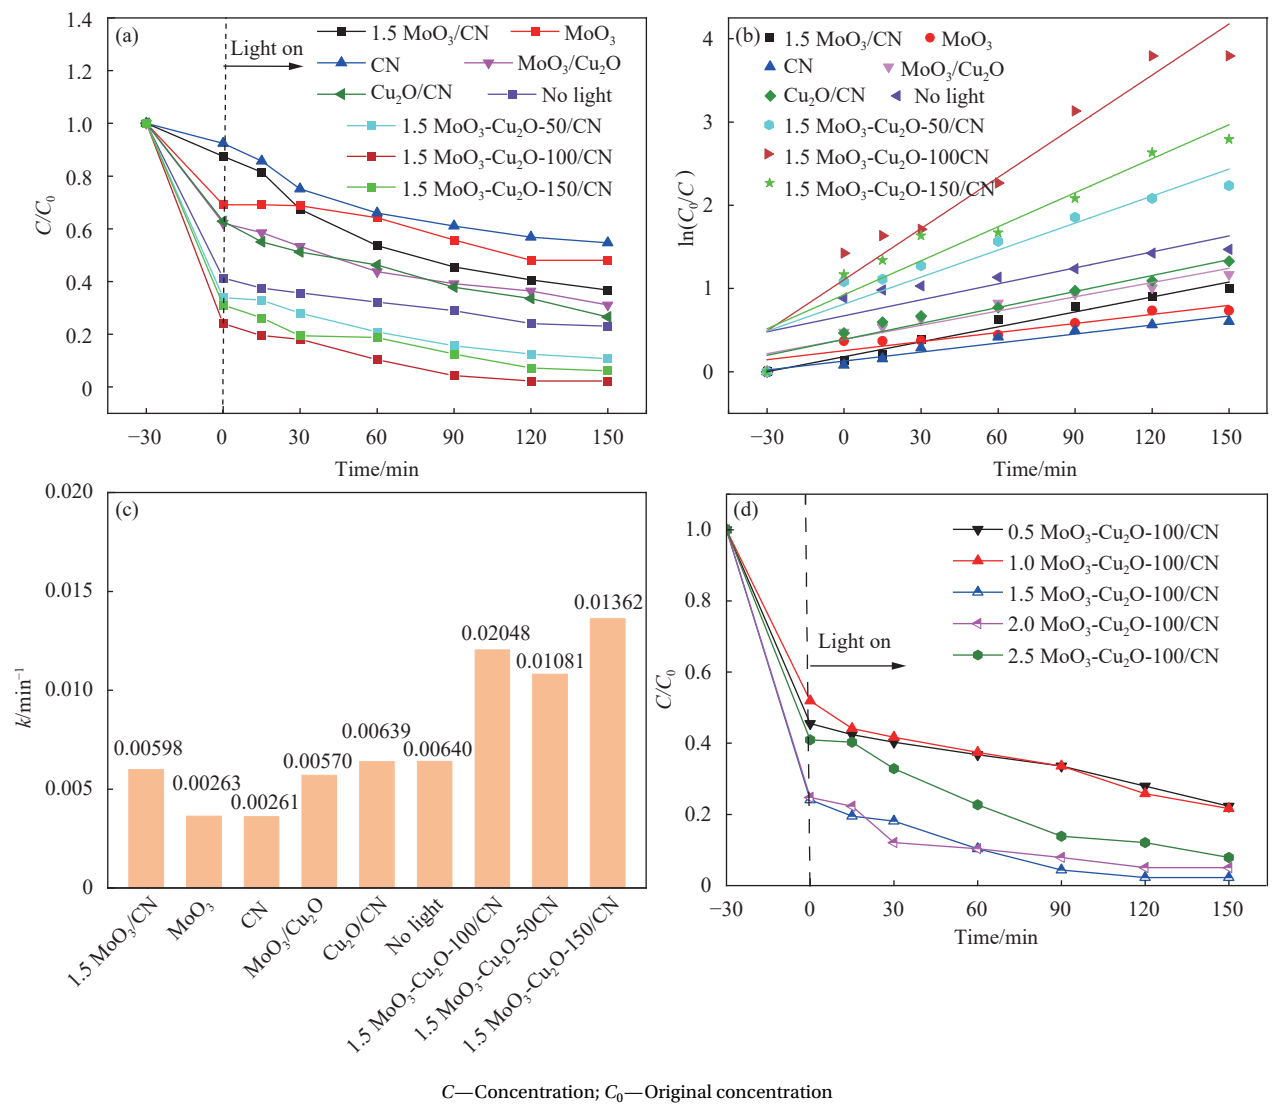 (a)
1.5 MoO₃/CN
MoO₃
Light on
CN
MoO₃/Cu₂O
Cu₂O/CN
No light
1.5 MoO₃-Cu₂O-50/CN
1.5 MoO₃-Cu₂O-100/CN
1.5 MoO₃-Cu₂O-150/CN
1.4
1.2
1.0
0.8
0.6
0.4
0.2
0
C/C₀
−30 0 30 60 90 120 150
Time/min
(b)
1.5 MoO₃/CN
MoO₃
CN
MoO₃/Cu₂O
Cu₂O/CN
No light
1.5 MoO₃-Cu₂O-50/CN
1.5 MoO₃-Cu₂O-100CN
1.5 MoO₃-Cu₂O-150/CN
4
3
2
1
0
ln(C₀/C)
−30 0 30 60 90 120 150
Time/min
(c)
0.020
0.015
0.010
0.005
0
k/min⁻¹
0.00598
0.00263
0.00261
0.00570
0.00639
0.00640
0.02048
0.01081
0.01362
1.5 MoO₃/CN
MoO₃
CN
MoO₃/Cu₂O
Cu₂O/CN
No light
1.5 MoO₃-Cu₂O-100/CN
1.5 MoO₃-Cu₂O-50CN
1.5 MoO₃-Cu₂O-150/CN
(d)
0.5 MoO₃-Cu₂O-100/CN
1.0 MoO₃-Cu₂O-100/CN
1.5 MoO₃-Cu₂O-100/CN
2.0 MoO₃-Cu₂O-100/CN
2.5 MoO₃-Cu₂O-100/CN
Light on
1.0
0.8
0.6
0.4
0.2
0
C/C₀
−30 0 30 60 90 120 150
Time/min
C—Concentration; C₀—Original concentration